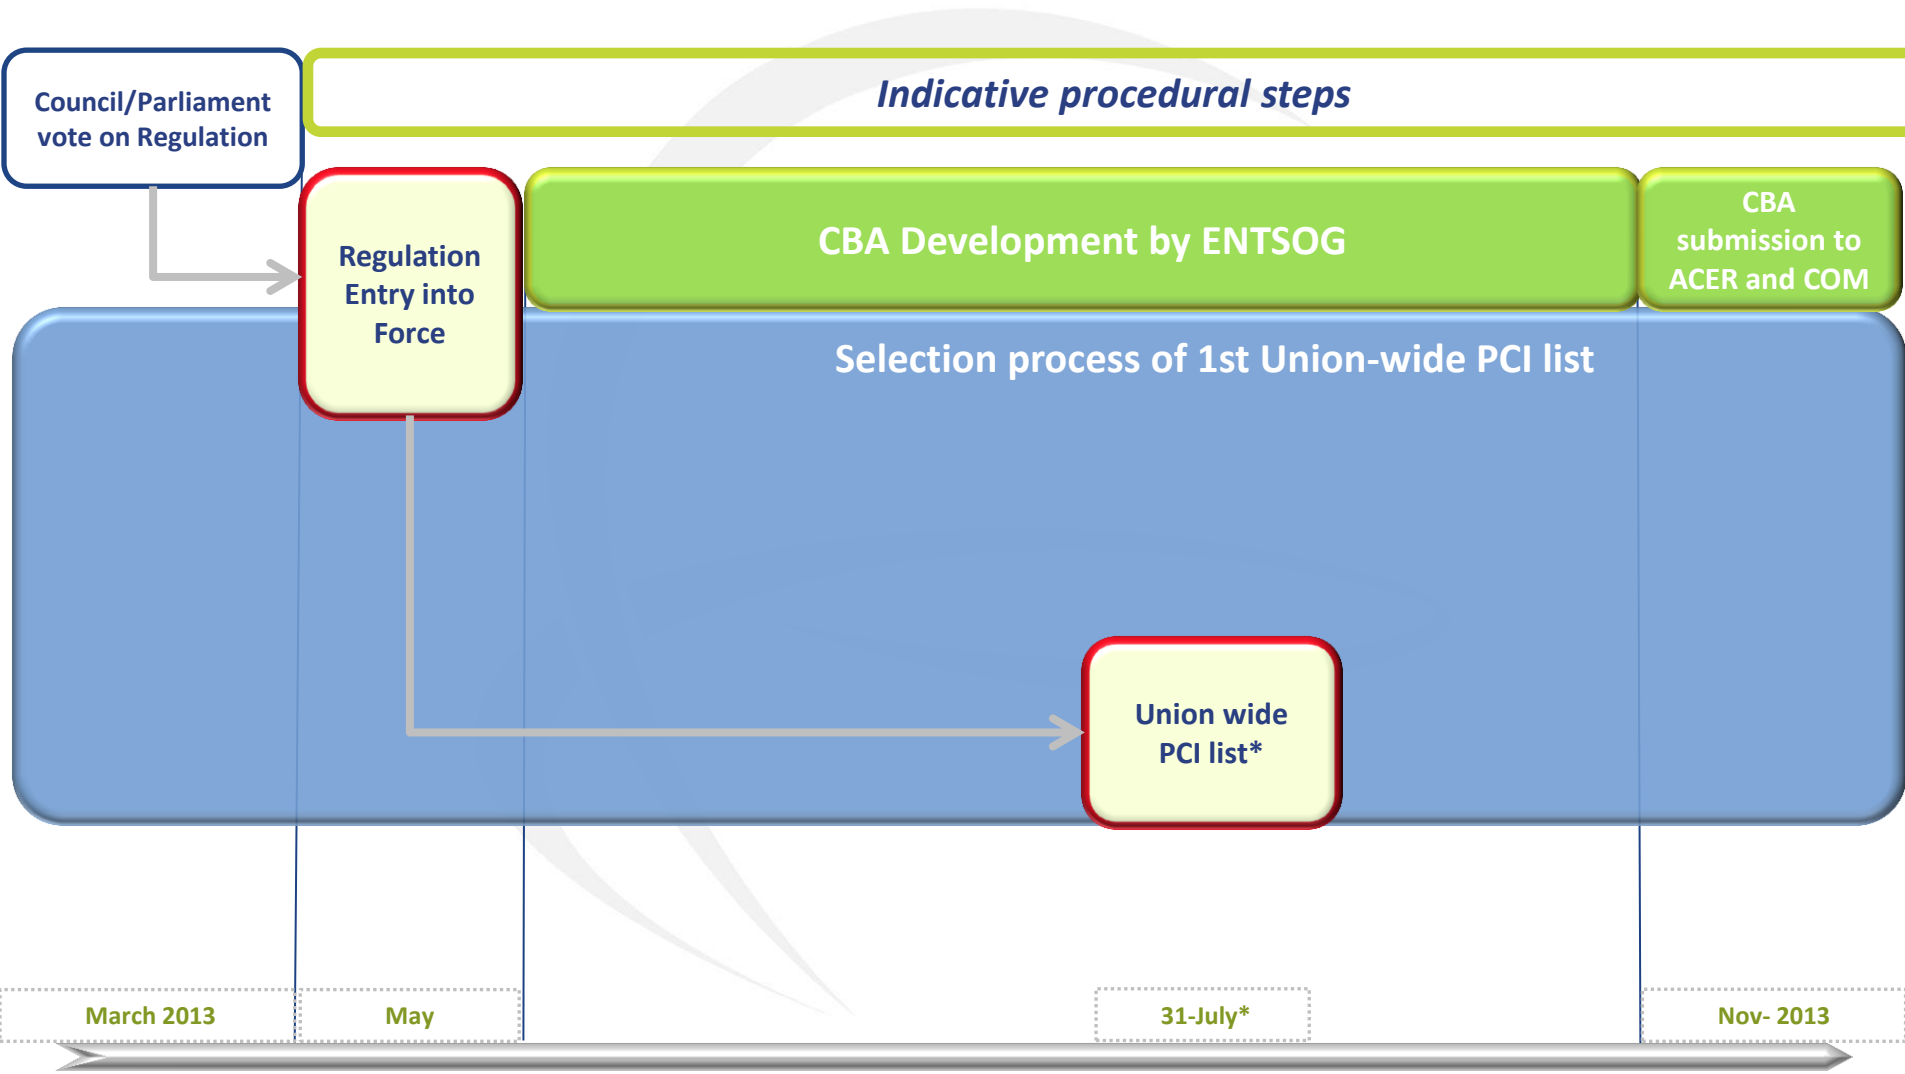 Council/Parliament
vote on Regulation
Indicative procedural steps
Regulation
Entry into
Force
CBA Development by ENTSOG
CBA
submission to
ACER and COM
Selection process of 1st Union-wide PCI list
Union wide
PCI list*
March 2013
May
31-July*
Nov- 2013